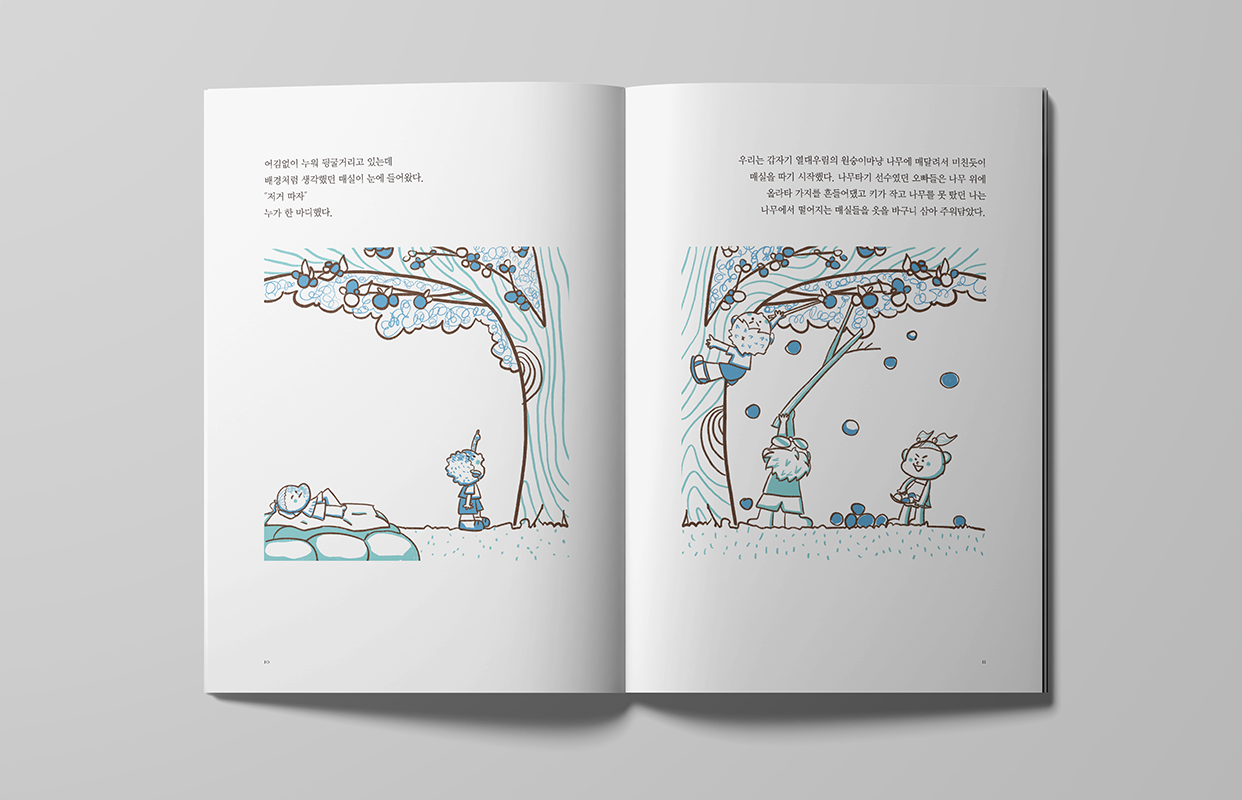 어김없이 누워 뒹굴거리고 있는데
배경처럼 생각했던 매실이 눈에 들어왔다.
"저거 따자"
누가 한 마디했다.
10
우리는 갑자기 열대우림의 원숭이마냥 나무에 매달려서 미친듯이
매실을 따기 시작했다. 나무타기 선수였던 오빠들은 나무 위에
올라타 가지를 흔들어댔고 키가 작고 나무를 못 탔던 나는
나무에서 떨어지는 매실들을 옷을 바구니 삼아 주워담았다.
11